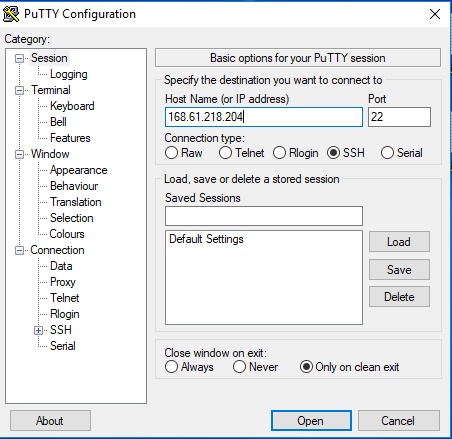 PuTTY Configuration
Category:
Session
Logging
Terminal
Keyboard
Bell
Features
Window
Appearance
Behaviour
Translation
Selection
Colours
Connection
Data
Proxy
Telnet
Rlogin
SSH
Serial
Basic options for your PuTTY session
Specify the destination you want to connect to
Host Name (or IP address) Port
168.61.218.204 22
Connection type:
Raw Telnet Rlogin SSH Serial
Load, save or delete a stored session
Saved Sessions
Default Settings
Load
Save
Delete
Close window on exit:
Always Never Only on clean exit
About Open Cancel